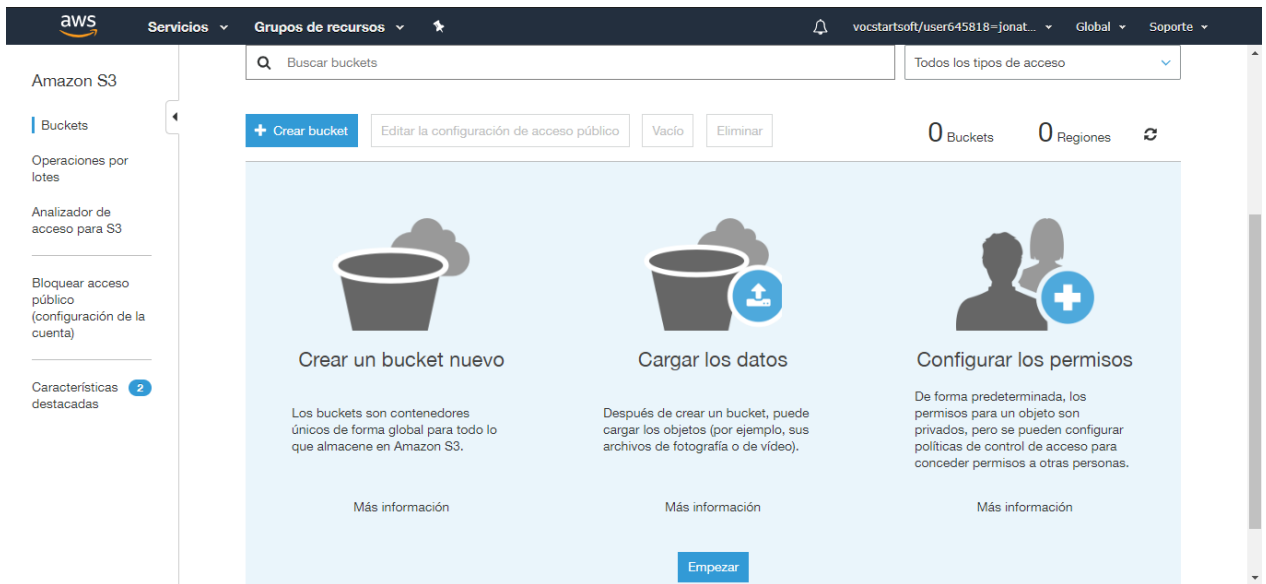 aws
Servicios
Grupos de recursos
vocstartsoft/user645818=jonat...
Global
Soporte
Amazon S3
Buckets
Operaciones por
lotes
Analizador de
acceso para S3
Bloquear acceso
público
(configuración de la
cuenta)
Características 2
destacadas
Buscar buckets
Todos los tipos de acceso
+ Crear bucket
Editar la configuración de acceso público
Vacío
Eliminar
0 Buckets
0 Regiones
Crear un bucket nuevo
Los buckets son contenedores
únicos de forma global para todo lo
que almacene en Amazon S3.
Más información
Cargar los datos
Después de crear un bucket, puede
cargar los objetos (por ejemplo, sus
archivos de fotografía o de vídeo).
Más información
Configurar los permisos
De forma predeterminada, los
permisos para un objeto son
privados, pero se pueden configurar
políticas de control de acceso para
conceder permisos a otras personas.
Más información
Empezar